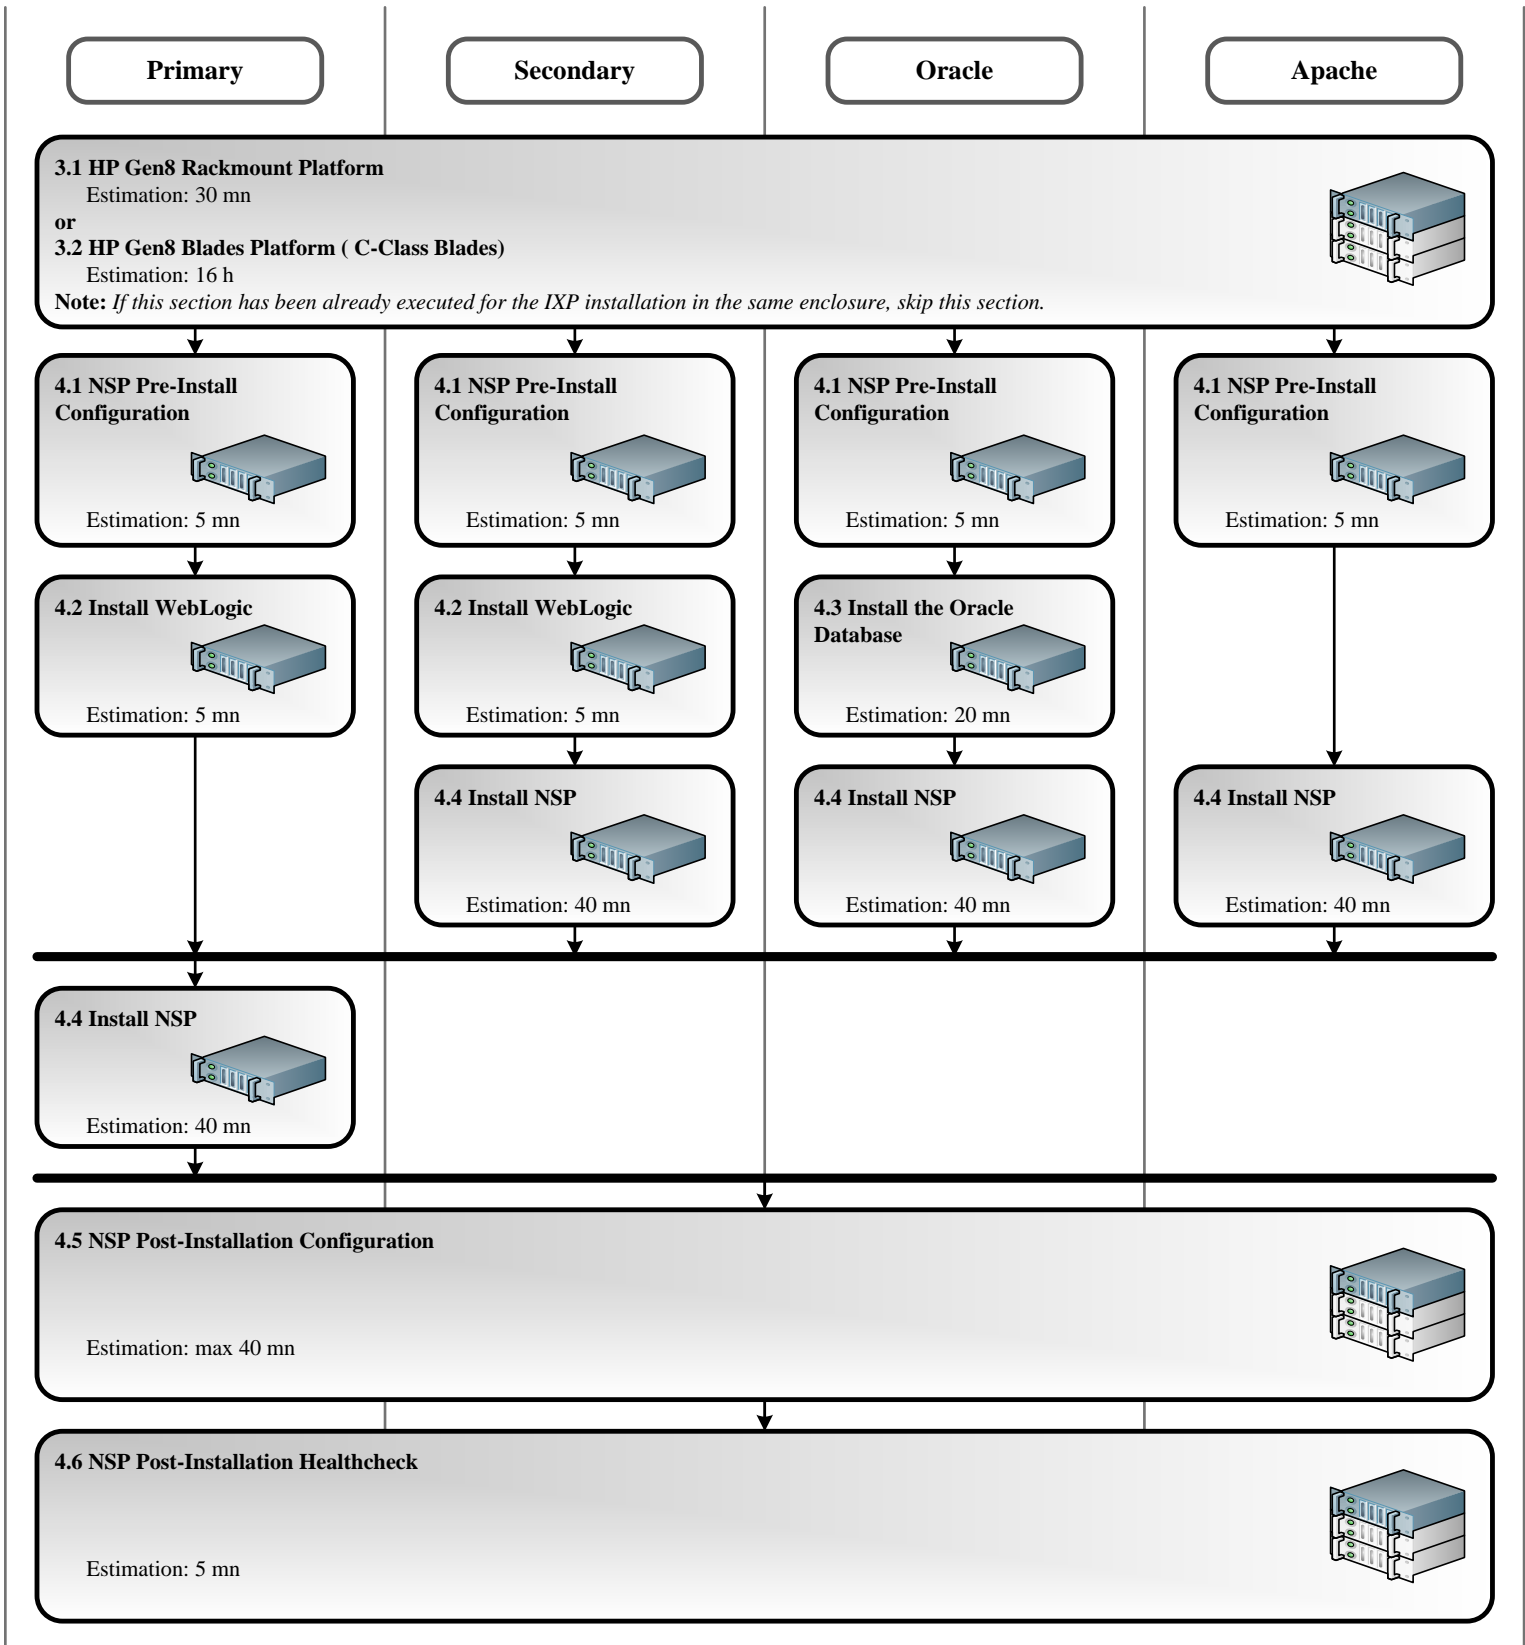 Primary
Secondary
Oracle
Apache
3.1 HP Gen8 Rackmount Platform
Estimation: 30 mn
or
3.2 HP Gen8 Blades Platform ( C-Class Blades)
Estimation: 16 h
Note: If this section has been already executed for the IXP installation in the same enclosure, skip this section.
4.1 NSP Pre-Install
Configuration
Estimation: 5 mn
4.1 NSP Pre-Install
Configuration
Estimation: 5 mn
4.1 NSP Pre-Install
Configuration
Estimation: 5 mn
4.1 NSP Pre-Install
Configuration
Estimation: 5 mn
4.2 Install WebLogic
Estimation: 5 mn
4.2 Install WebLogic
Estimation: 5 mn
4.3 Install the Oracle
Database
Estimation: 20 mn
4.4 Install NSP
Estimation: 40 mn
4.4 Install NSP
Estimation: 40 mn
4.4 Install NSP
Estimation: 40 mn
4.4 Install NSP
Estimation: 40 mn
4.5 NSP Post-Installation Configuration
Estimation: max 40 mn
4.6 NSP Post-Installation Healthcheck
Estimation: 5 mn